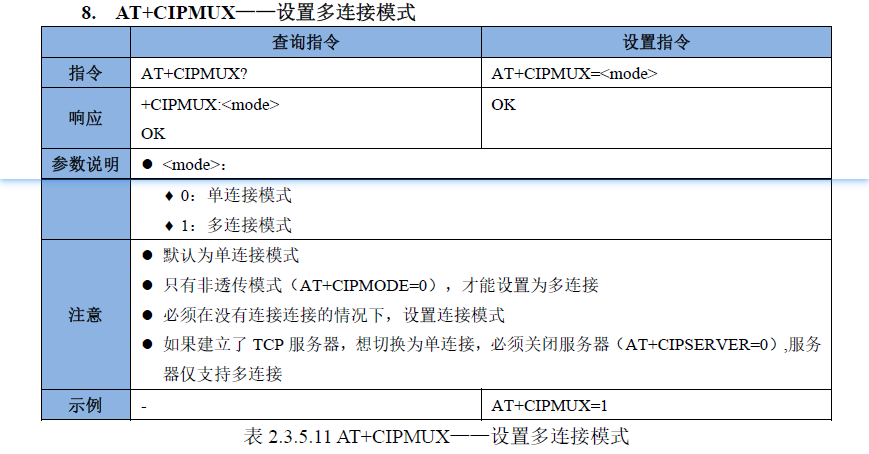 8. AT+CIPMUX——设置多连接模式
查询指令 设置指令
指令 AT+CIPMUX? AT+CIPMUX=<mode>
响应 +CIPMUX:<mode> OK
OK
参数说明 ● <mode>：
♦ 0：单连接模式
♦ 1：多连接模式
注意 ● 默认为单连接模式
● 只有非透传模式（AT+CIPMODE=0），才能设置为多连接
● 必须在没有连接连接的情况下，设置连接模式
● 如果建立了 TCP 服务器，想切换为单连接，必须关闭服务器（AT+CIPSERVER=0）,服务
器仅支持多连接
示例 - AT+CIPMUX=1
表 2.3.5.11 AT+CIPMUX——设置多连接模式